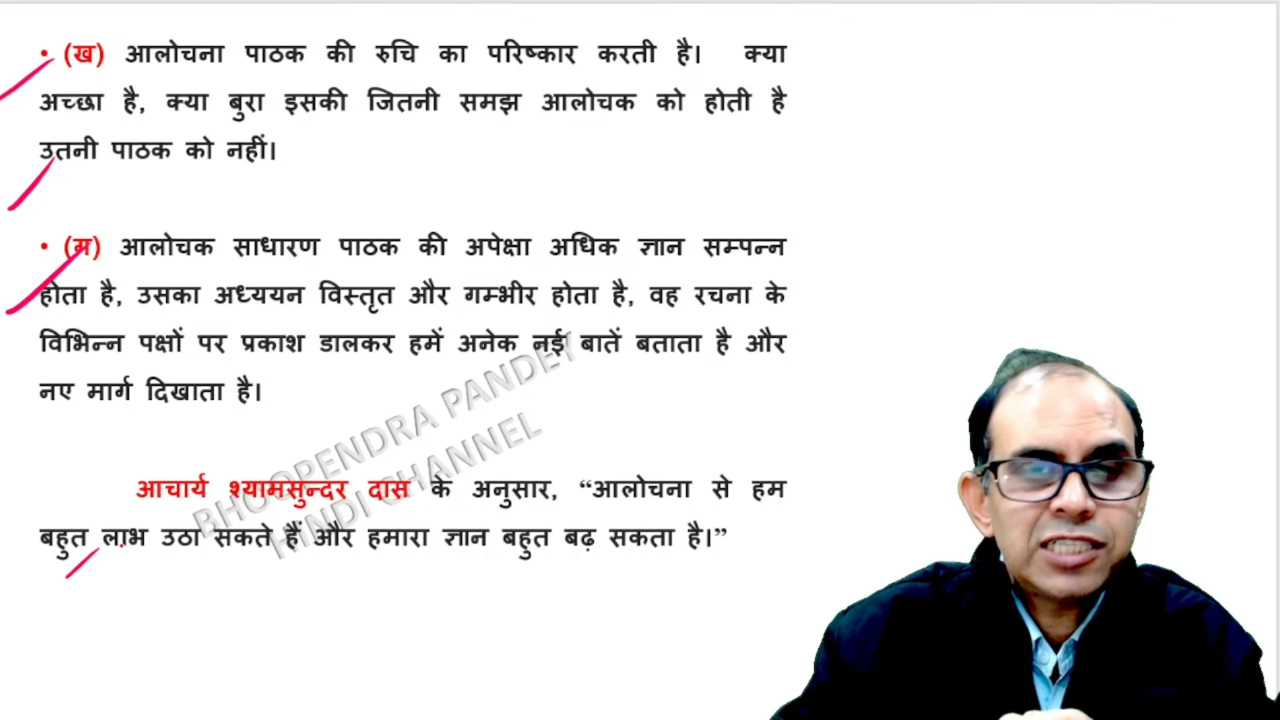 • (ख) आलोचना पाठक की रुचि का परिष्कार करती है। क्या
अच्छा है, क्या बुरा इसकी जितनी समझ आलोचक को होती है
उतनी पाठक को नहीं।
• (ग) आलोचक साधारण पाठक की अपेक्षा अधिक ज्ञान सम्पन्न
होता है, उसका अध्ययन विस्तृत और गम्भीर होता है, वह रचना के
विभिन्न पक्षों पर प्रकाश डालकर हमें अनेक नई बातें बताता है और
नए मार्ग दिखाता है।
आचार्य श्यामसुन्दर दास के अनुसार, “आलोचना से हम
बहुत लाभ उठा सकते हैं और हमारा ज्ञान बहुत बढ़ सकता है।”
BHOOPENDRA PANDEY
HINDI CHANNEL